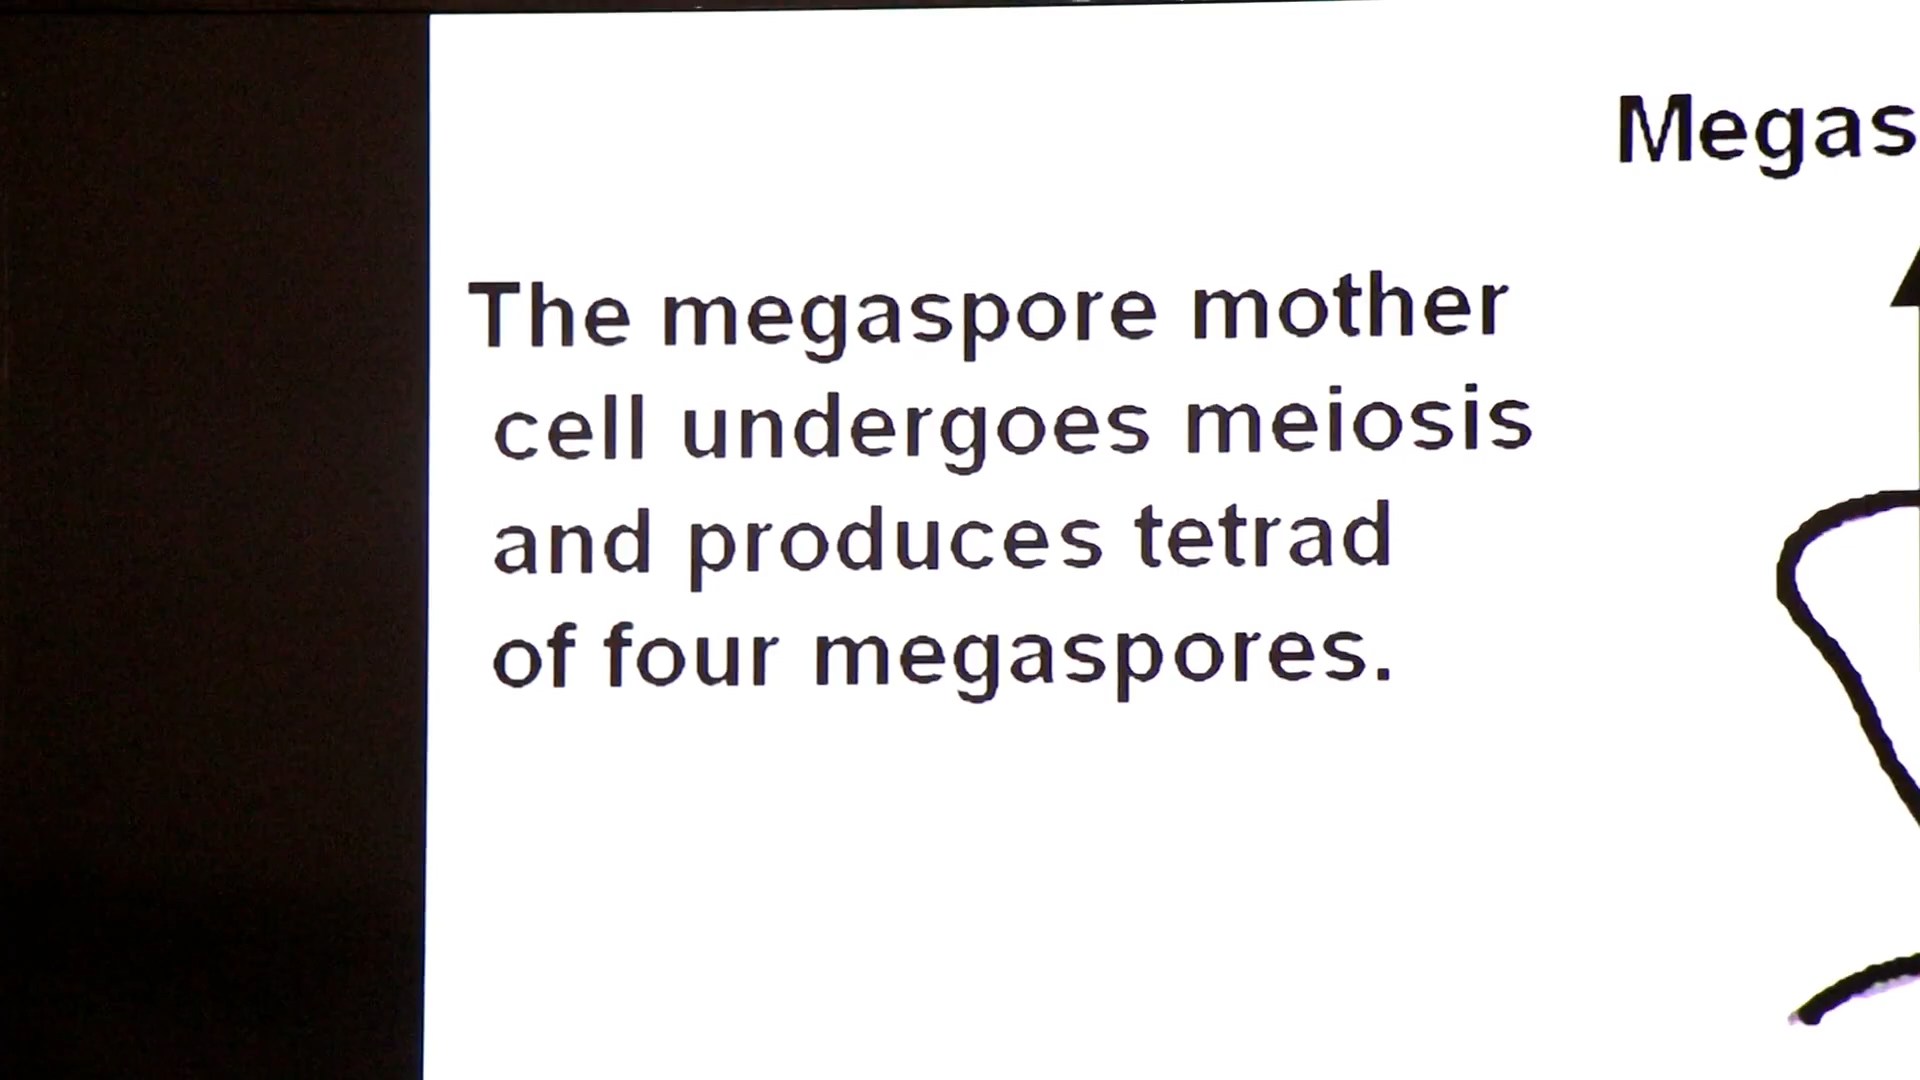 Megas
The megaspore mother
cell undergoes meiosis
and produces tetrad
of four megaspores.